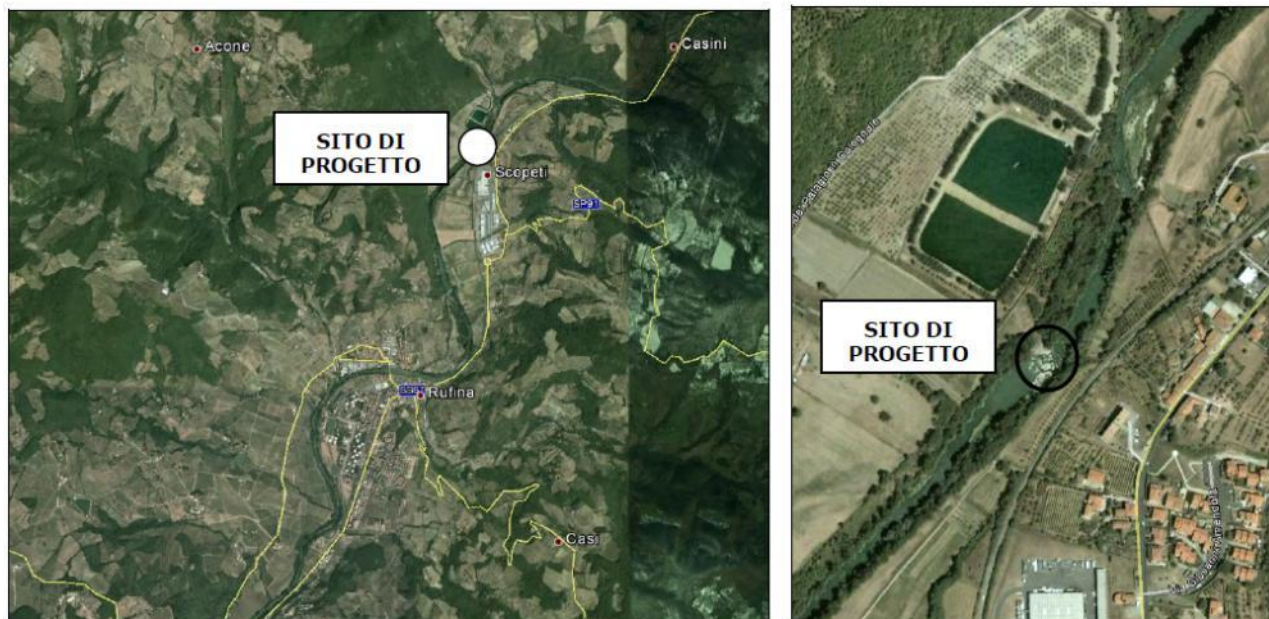 Acone
Casini
SITO DI
PROGETTO
Scopeti
SP91
Rufina
Casi
SITO DI
PROGETTO